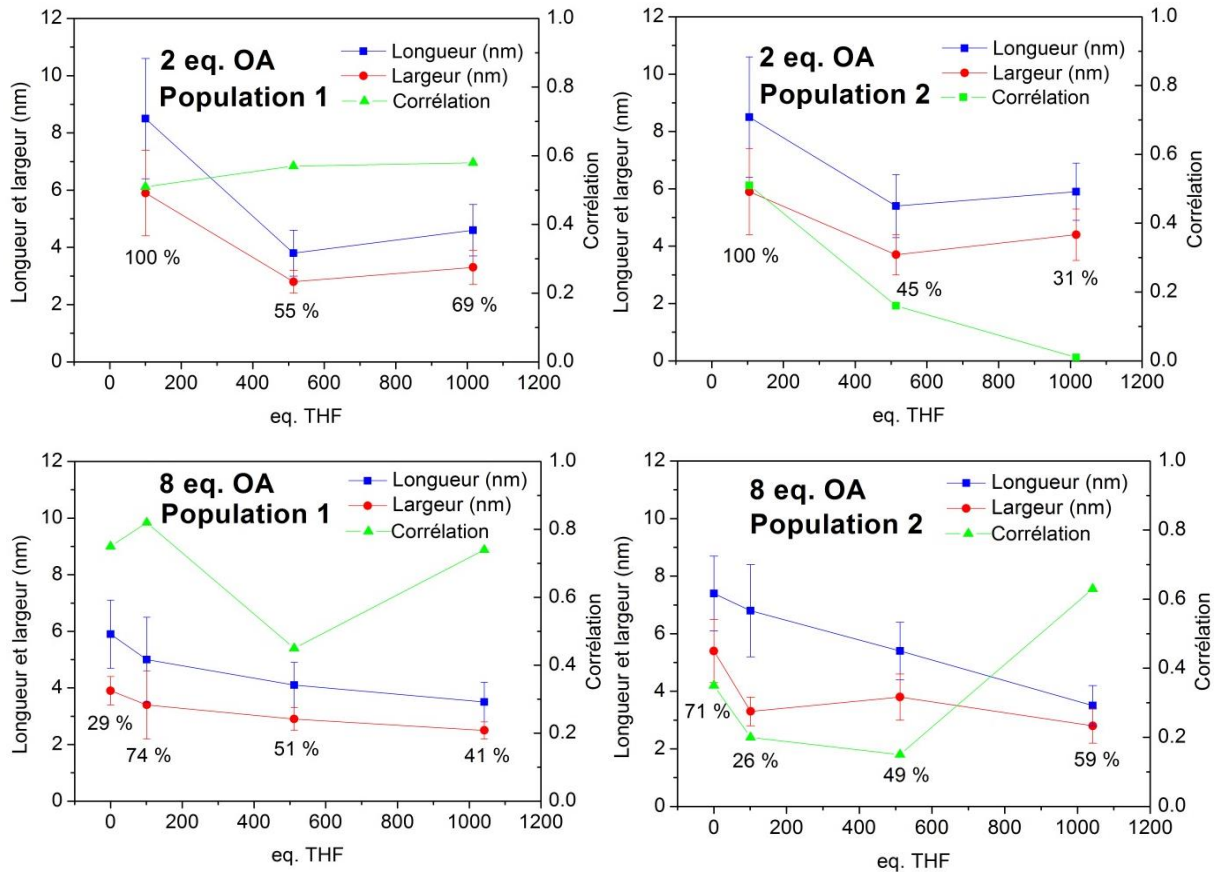 2 eq. OA
Population 1
Longueur (nm)
Largeur (nm)
Corrélation
100 %
55 %
69 %
Longueur et largeur (nm)
12
10
8
6
4
2
0
Corrélation
1.0
0.8
0.6
0.4
0.2
0.0
0 200 400 600 800 1000 1200
eq. THF
2 eq. OA
Population 2
Longueur (nm)
Largeur (nm)
Corrélation
100 %
45 %
31 %
Longueur et largeur (nm)
12
10
8
6
4
2
0
Corrélation
1.0
0.8
0.6
0.4
0.2
0.0
0 200 400 600 800 1000 1200
eq. THF
8 eq. OA
Population 1
Longueur (nm)
Largeur (nm)
Corrélation
29 %
74 %
51 %
41 %
Longueur et largeur (nm)
12
10
8
6
4
2
0
Corrélation
1.0
0.8
0.6
0.4
0.2
0.0
0 200 400 600 800 1000 1200
eq. THF
8 eq. OA
Population 2
Longueur (nm)
Largeur (nm)
Corrélation
71 %
26 %
49 %
59 %
Longueur et largeur (nm)
12
10
8
6
4
2
0
Corrélation
1.0
0.8
0.6
0.4
0.2
0.0
0 200 400 600 800 1000 1200
eq. THF